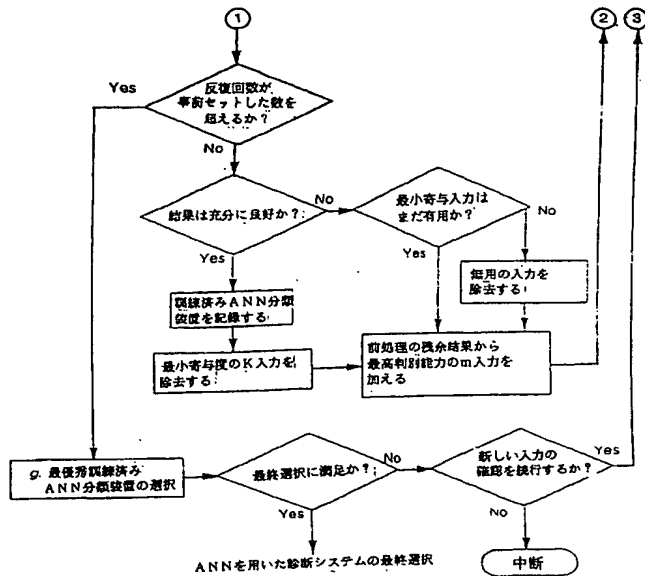 1
2
3
反復回数が
事前セットした数を
超えるか?
Yes
No
結果は充分に良好か?
No
最小寄与入力は
まだ有用か?
No
Yes
Yes
無用の入力を
除去する
訓練済みANN分類
装置を記録する
最小寄与度のK入力を
除去する
前処理の残余結果から
最高判別能力のm入力を
加える
g. 最優秀訓練済み
ANN分類装置の選択
最終選択に満足か?
No
新しい入力の
確認を続行するか?
Yes
Yes
No
ANNを用いた診断システムの最終選択
中断